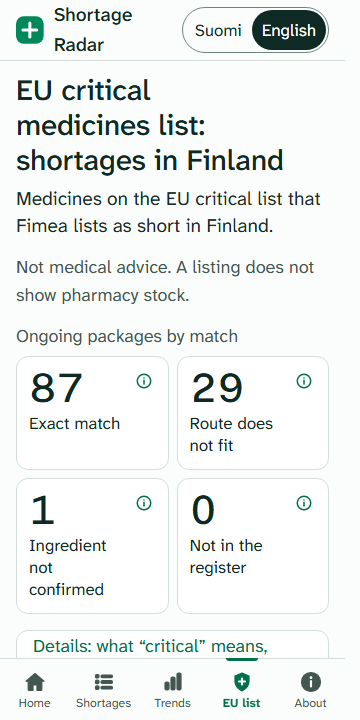 Shortage
Radar
Suomi English
EU critical
medicines list:
shortages in Finland
Medicines on the EU critical list that
Fimea lists as short in Finland.
Not medical advice. A listing does not
show pharmacy stock.
Ongoing packages by match
87
Exact match
29
Route does
not fit
1
Ingredient
not
confirmed
0
Not in the
register
Details: what “critical” means,
Home Shortages Trends EU list About